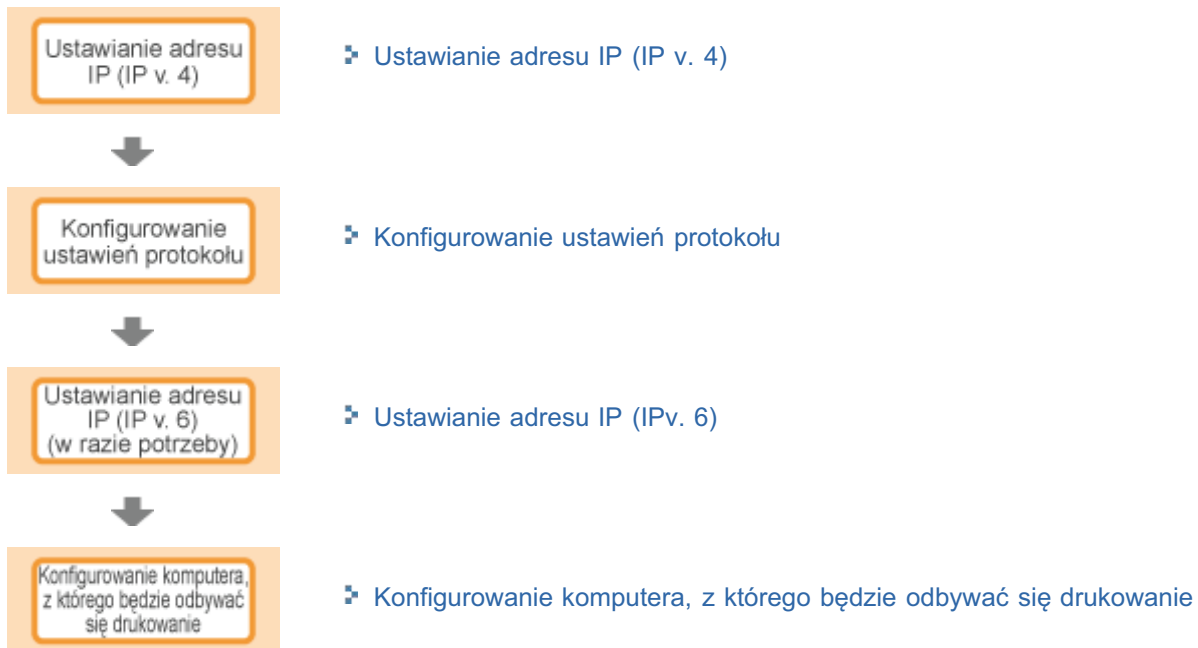 Ustawianie adresu
IP (IP v. 4)
Ustawianie adresu IP (IP v. 4)
Konfigurowanie
ustawień protokołu
Konfigurowanie ustawień protokołu
Ustawianie adresu
IP (IP v. 6)
(w razie potrzeby)
Ustawianie adresu IP (IPv. 6)
Konfigurowanie komputera,
z którego będzie odbywać
się drukowanie
Konfigurowanie komputera, z którego będzie odbywać się drukowanie